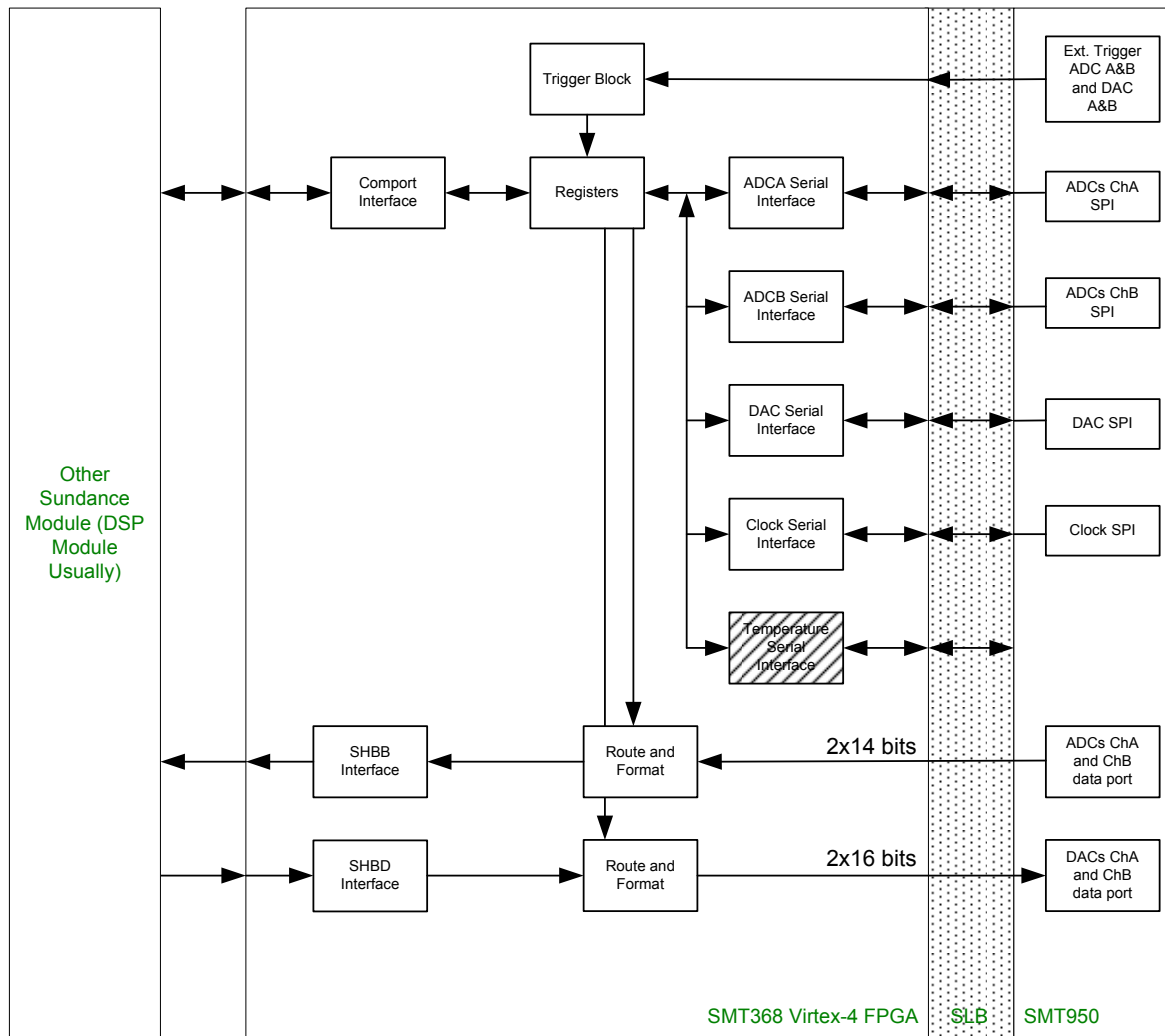 Trigger Block
Ext. Trigger
ADC A&B
and DAC
A&B
Comport
Interface
Registers
ADCA Serial
Interface
ADCs ChA
SPI
ADCB Serial
Interface
ADCs ChB
SPI
DAC Serial
Interface
DAC SPI
Other
Sundance
Module (DSP
Module
Usually)
Clock Serial
Interface
Clock SPI
Temperature
Serial
Interface
SHBB
Interface
Route and
Format
2x14 bits
ADCs ChA
and ChB
data port
SHBD
Interface
Route and
Format
2x16 bits
DACs ChA
and ChB
data port
SMT368 Virtex-4 FPGA
SLB
SMT950